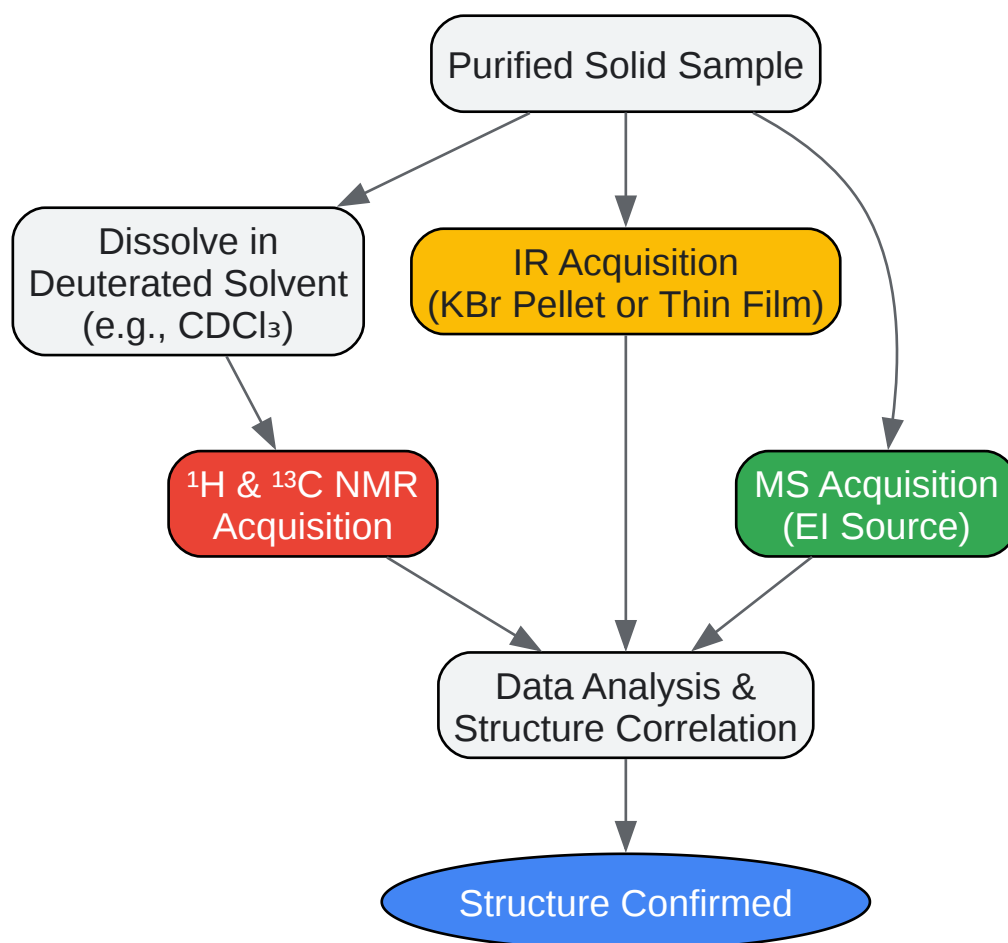 Purified Solid Sample
Dissolve in
Deuterated Solvent
(e.g., CDCl₃)
IR Acquisition
(KBr Pellet or Thin Film)
¹H & ¹³C NMR
Acquisition
MS Acquisition
(EI Source)
Data Analysis &
Structure Correlation
Structure Confirmed